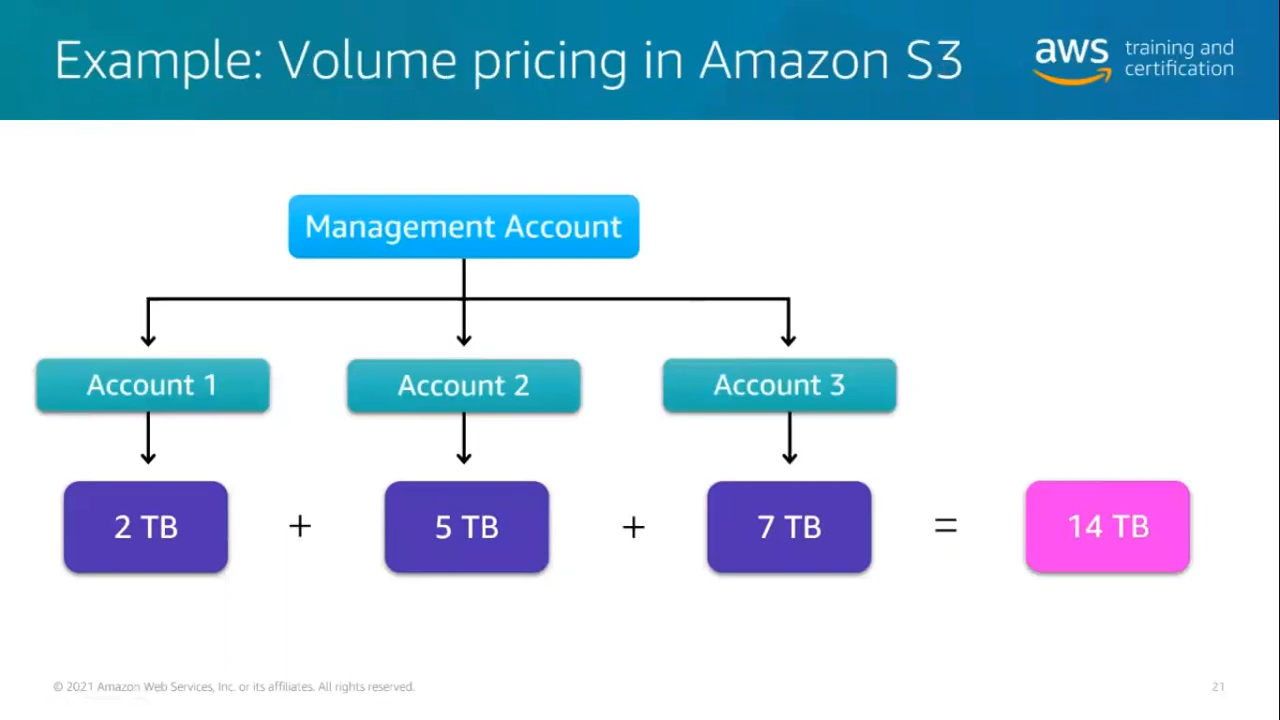 Example: Volume pricing in Amazon S3
aws training and
certification
Management Account
Account 1
Account 2
Account 3
2 TB + 5 TB + 7 TB = 14 TB
© 2021 Amazon Web Services, Inc. or its affiliates. All rights reserved.
21